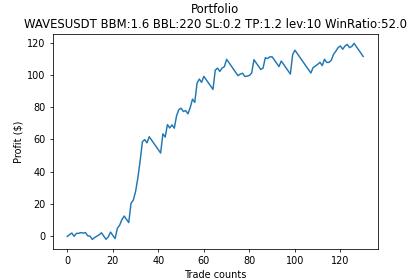 Portfolio
WAVESUSDT BBM:1.6 BBL:220 SL:0.2 TP:1.2 lev:10 WinRatio:52.0
120
100
80
60
40
20
0
Profit ($)
0 20 40 60 80 100 120
Trade counts